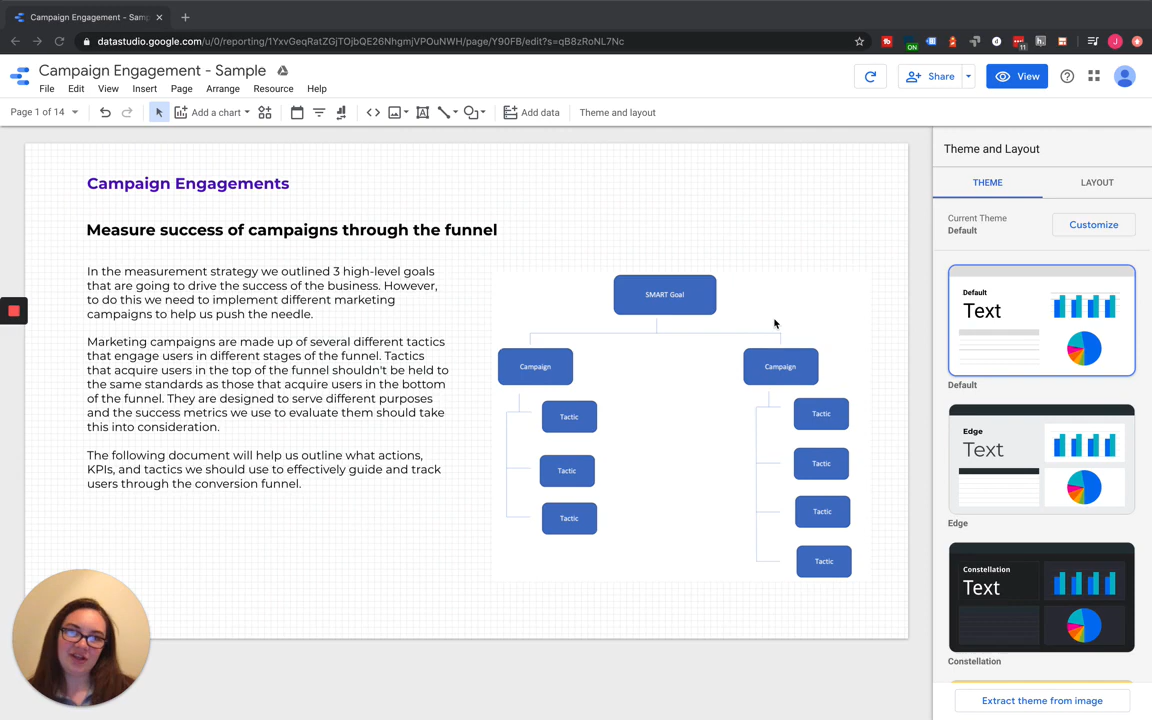 Campaign Engagement - Samp
datastudio.google.com/u/0/reporting/1YxvGeqRatZGjTOjbQE26NhgmjVPOuNWH/page/Y90FB/edit?s=qB8zRoNL7Nc
ON
11
J
Campaign Engagement - Sample
File Edit View Insert Page Arrange Resource Help
Share
View
Page 1 of 14
Add a chart
Add data
Theme and layout
Campaign Engagements
Measure success of campaigns through the funnel
In the measurement strategy we outlined 3 high-level goals
that are going to drive the success of the business. However,
to do this we need to implement different marketing
campaigns to help us push the needle.
Marketing campaigns are made up of several different tactics
that engage users in different stages of the funnel. Tactics
that acquire users in the top of the funnel shouldn't be held to
the same standards as those that acquire users in the bottom
of the funnel. They are designed to serve different purposes
and the success metrics we use to evaluate them should take
this into consideration.
The following document will help us outline what actions,
KPIs, and tactics we should use to effectively guide and track
users through the conversion funnel.
SMART Goal
Campaign
Tactic
Tactic
Tactic
Campaign
Tactic
Tactic
Tactic
Tactic
Theme and Layout
THEME
LAYOUT
Current Theme
Default
Customize
Default
Text
Default
Edge
Text
Edge
Constellation
Text
Constellation
Extract theme from image